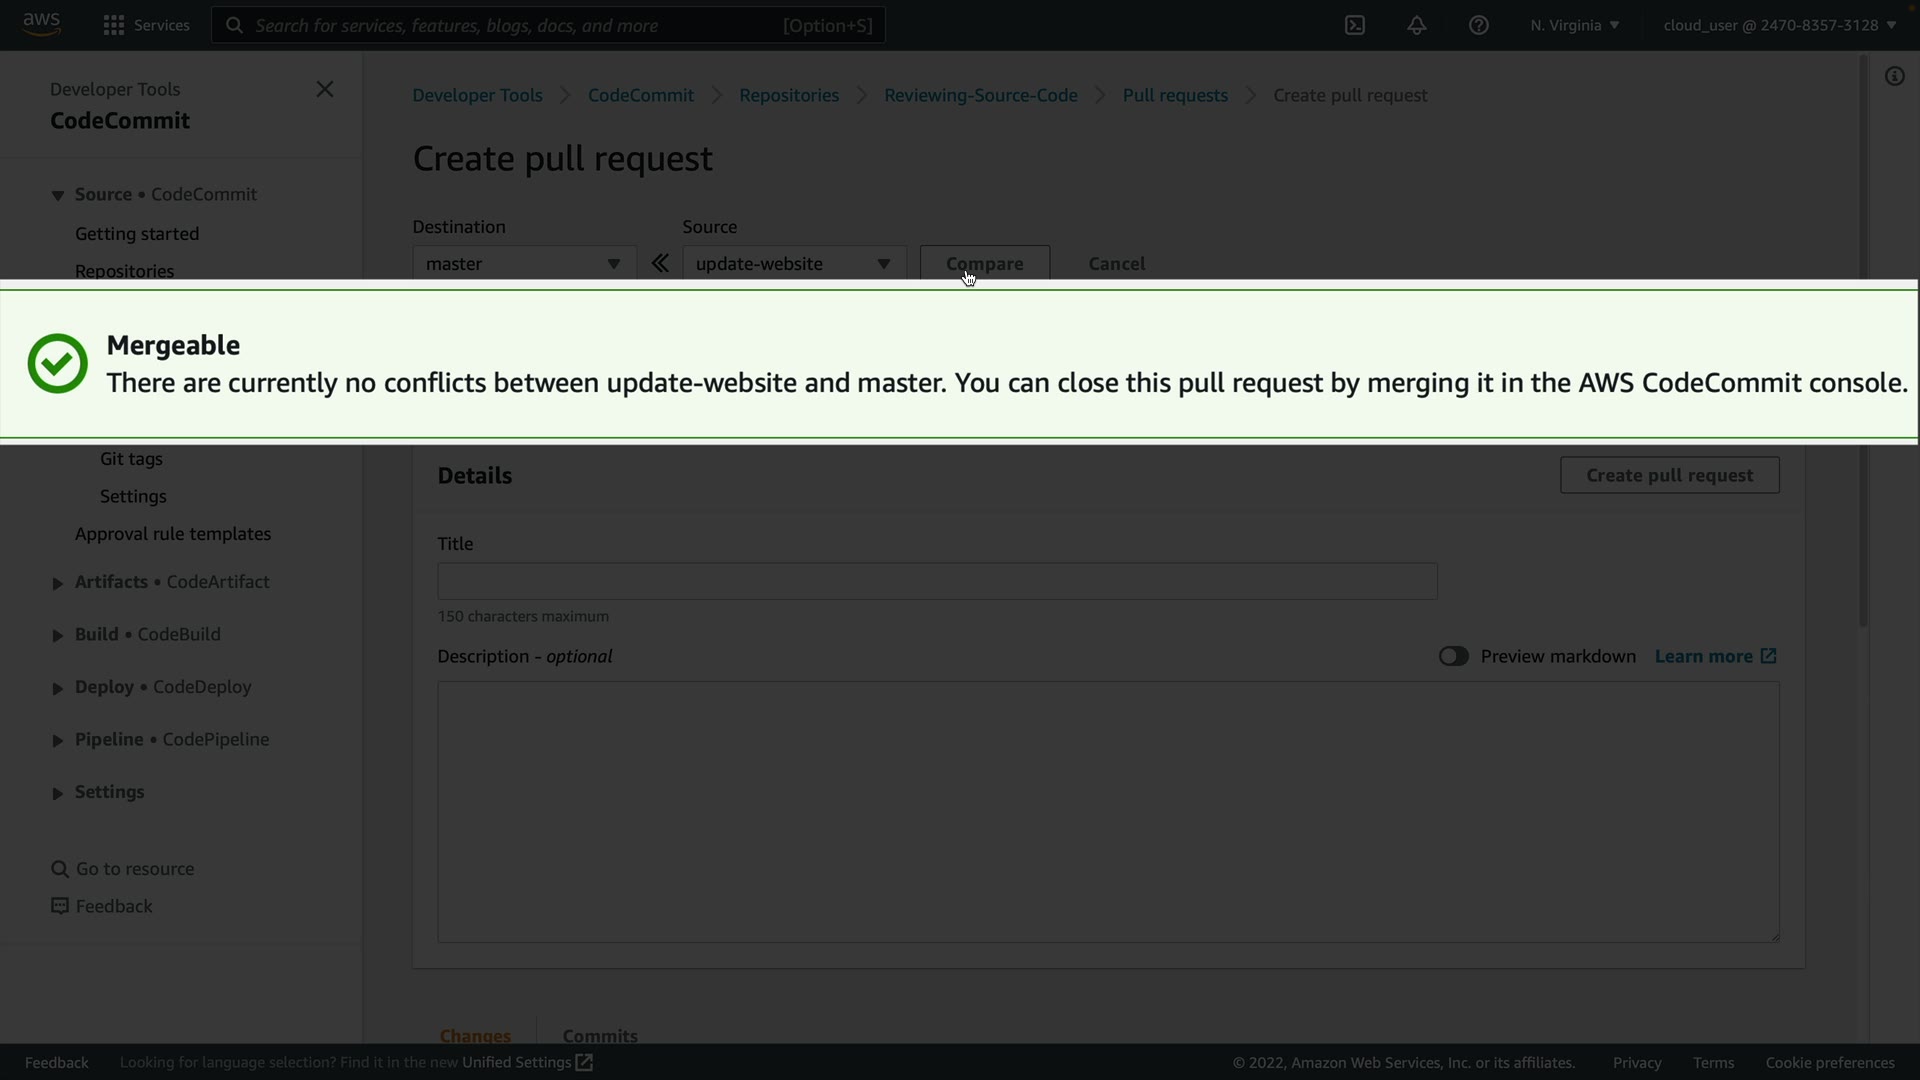 aws
Services
Search for services, features, blogs, docs, and more [Option+S]
N. Virginia
cloud_user @ 2470-8357-3128
Developer Tools
CodeCommit
Source • CodeCommit
Getting started
Repositories
Developer Tools > CodeCommit > Repositories > Reviewing-Source-Code > Pull requests > Create pull request
Create pull request
Destination
Source
master
update-website
Compare
Cancel
Mergeable
There are currently no conflicts between update-website and master. You can close this pull request by merging it in the AWS CodeCommit console.
Git tags
Settings
Approval rule templates
Artifacts • CodeArtifact
Build • CodeBuild
Deploy • CodeDeploy
Pipeline • CodePipeline
Settings
Go to resource
Feedback
Details
Create pull request
Title
150 characters maximum
Description - optional
Preview markdown
Learn more
Changes
Commits
Feedback
Looking for language selection? Find it in the new Unified Settings
© 2022, Amazon Web Services, Inc. or its affiliates.
Privacy
Terms
Cookie preferences